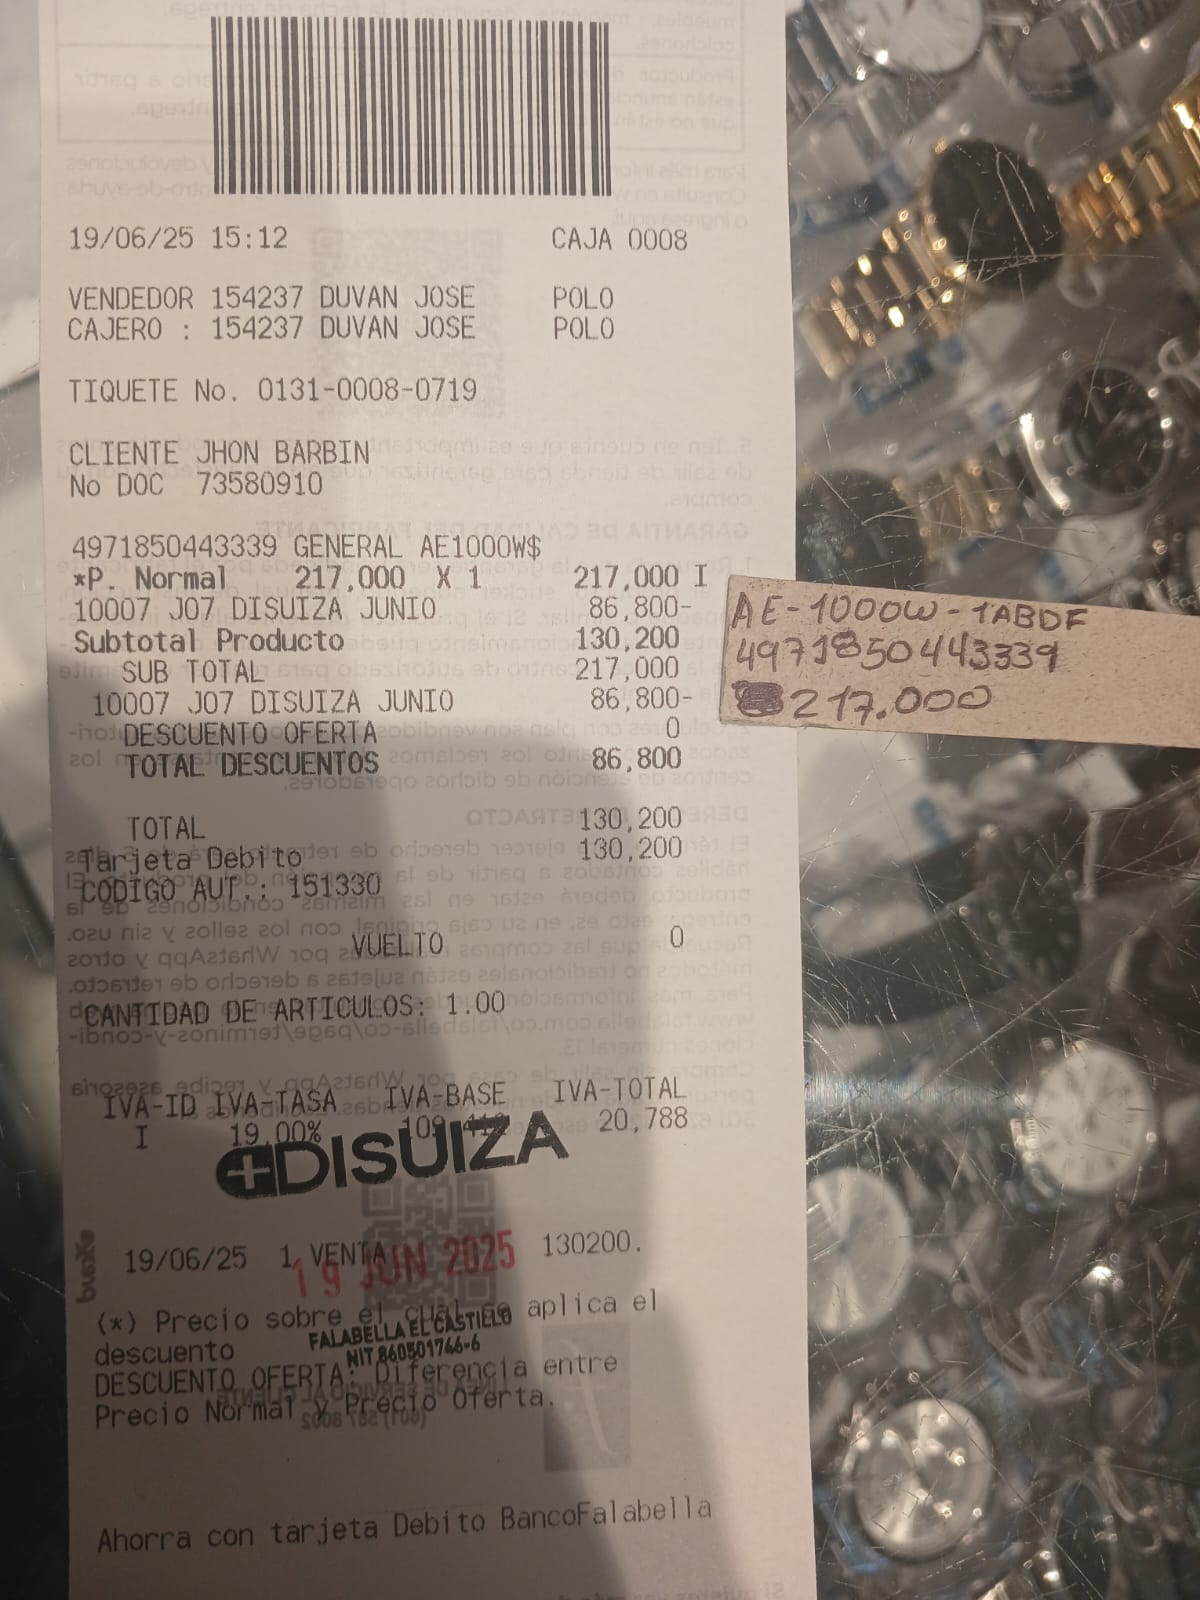 19/06/25 15:12 CAJA 0008
VENDEDOR 154237 DUVAN JOSE POLO
CAJERO : 154237 DUVAN JOSE POLO
TIQUETE No. 0131-0008-0719
CLIENTE JHON BARBIN
No DOC 73580910
4971850443339 GENERAL AE1000W$
*P. Normal 217,000 X 1 217,000 I
10007 J07 DISUIZA JUNIO 86,800-
Subtotal Producto 130,200
SUB TOTAL 217,000
10007 J07 DISUIZA JUNIO 86,800-
DESCUENTO OFERTA 0
TOTAL DESCUENTOS 86,800
TOTAL 130,200
Tarjeta Debito 130,200
CODIGO AUT.: 151330
VUELTO 0
CANTIDAD DE ARTICULOS: 1.00
IVA-ID IVA-TASA IVA-BASE IVA-TOTAL
I 19.00% 20,788
DISUIZA
19/06/25 1 VENTA 130200.
19 JUN 2025
(*) Precio sobre el cual se aplica el
descuento
FALABELLA EL CASTILLO
NIT 860501746-6
DESCUENTO OFERTA: Diferencia entre
Precio Normal y Precio Oferta.
Ahorra con tarjeta Debito BancoFalabella
AE-1000W-1ABDF
4971850443339
217.000